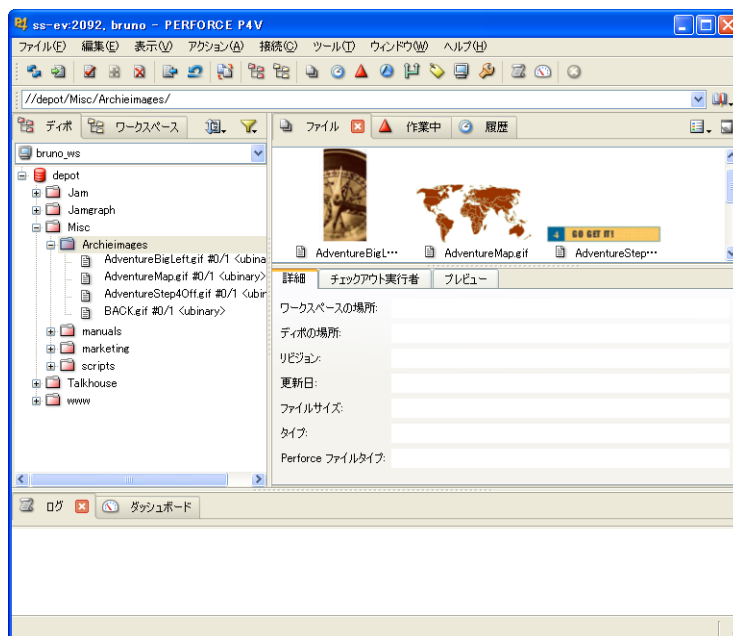 ss-ev:2092, bruno - PERFORCE P4V
ファイル(F) 編集(E) 表示(V) アクション(A) 接続(C) ツール(T) ウィンドウ(W) ヘルプ(H)
//depot/Misc/Archieimages/
ディポ ワークスペース
bruno_ws
depot
Jam
Jamgraph
Misc
Archieimages
AdventureBigLeft.gif #0/1 <ubina
AdventureMap.gif #0/1 <ubinary>
AdventureStep4Off.gif #0/1 <ubir
BACK.gif #0/1 <ubinary>
manuals
marketing
scripts
Talkhouse
www
ファイル 作業中 履歴
4 GO GET IT!
AdventureBigL… AdventureMap.gif AdventureStep…
詳細 チェックアウト実行者 プレビュー
ワークスペースの場所:
ディポの場所:
リビジョン:
更新日:
ファイルサイズ:
タイプ:
Perforce ファイルタイプ:
ログ ダッシュボード